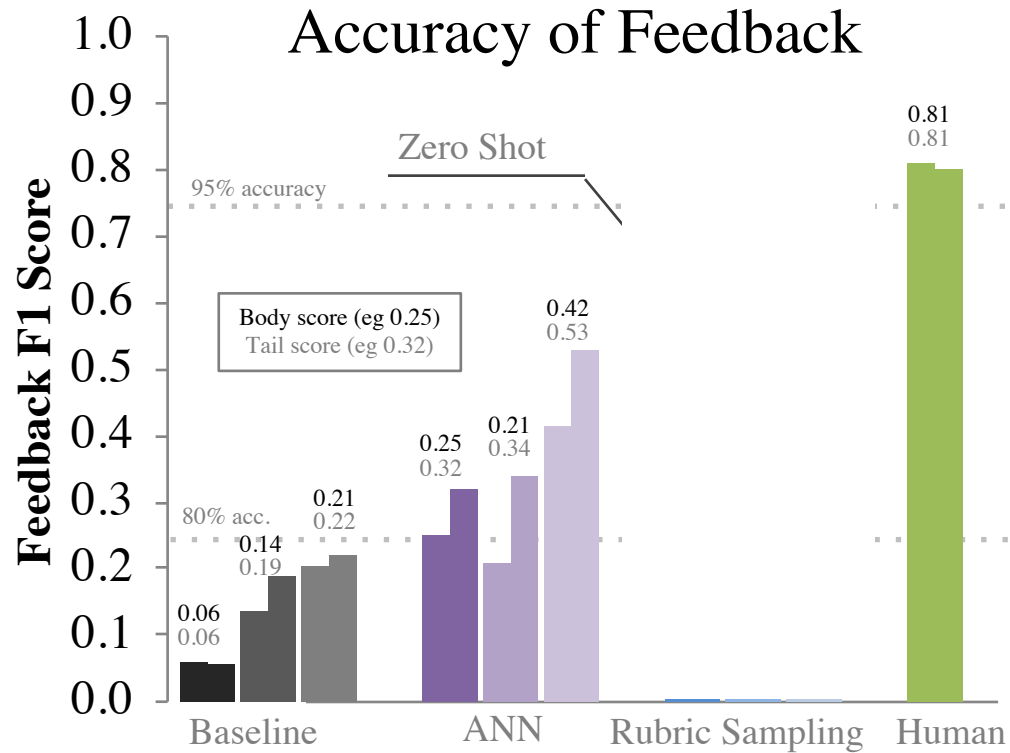 Accuracy of Feedback
Feedback F1 Score
1.0
0.9
0.8
0.7
0.6
0.5
0.4
0.3
0.2
0.1
0.0
Zero Shot
95% accuracy
80% acc.
Body score (eg 0.25)
Tail score (eg 0.32)
0.06
0.06
0.14
0.19
0.21
0.22
0.25
0.32
0.21
0.34
0.42
0.53
0.81
0.81
Baseline
ANN
Rubric Sampling
Human